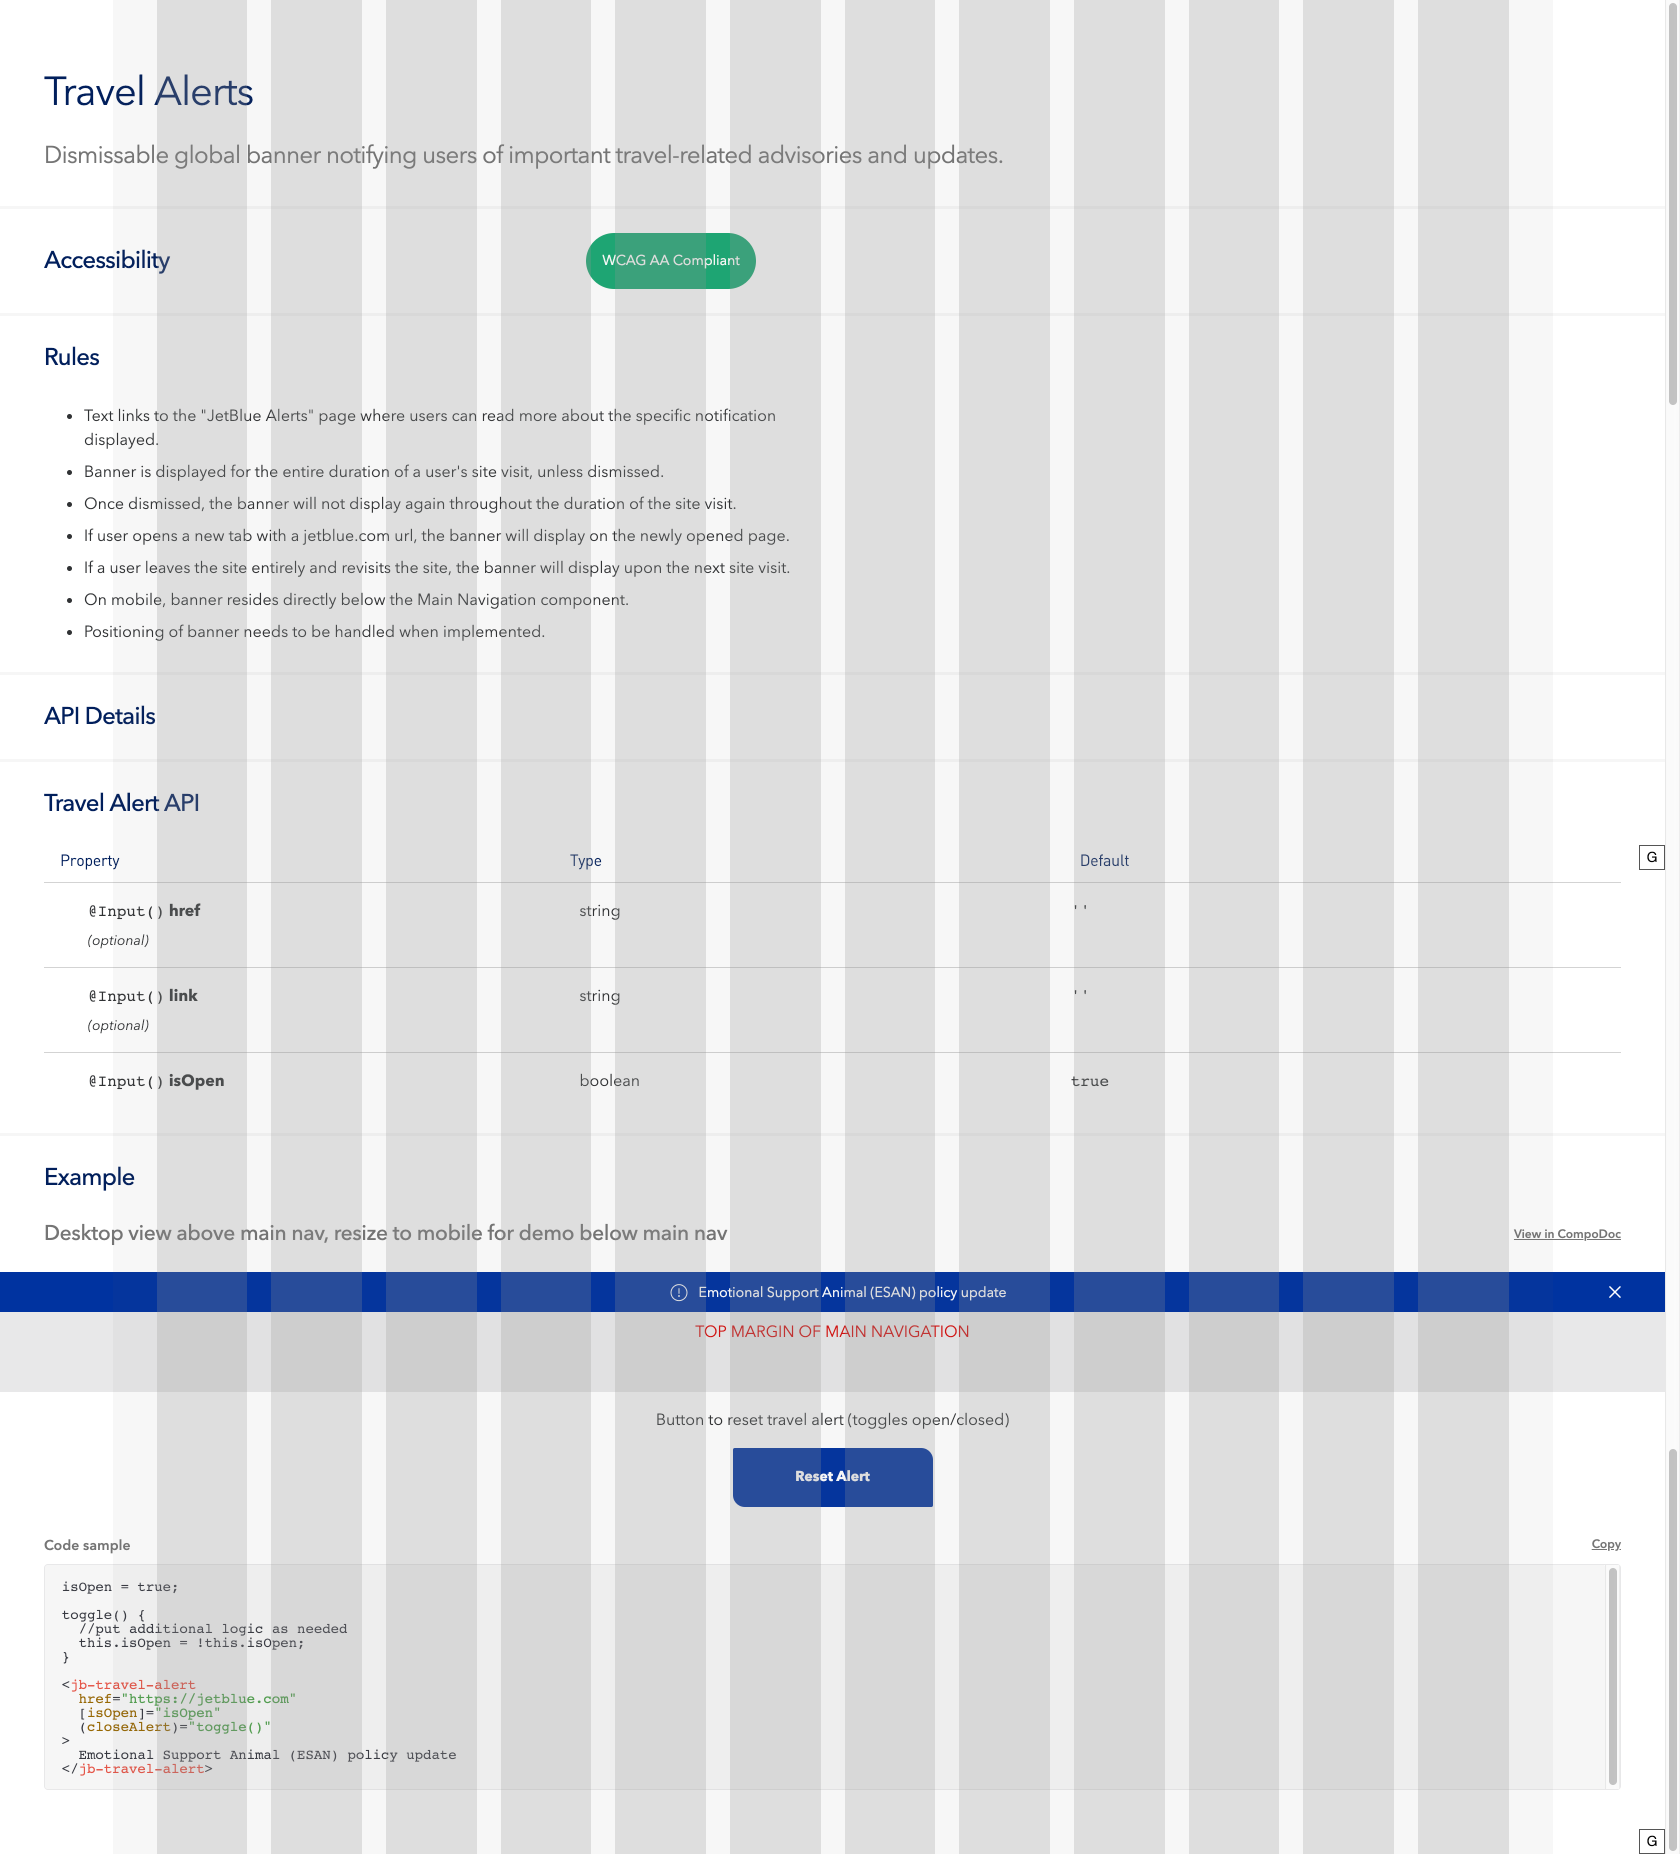 Travel Alerts
Dismissable global banner notifying users of important travel-related advisories and updates.
Accessibility
WCAG AA Compliant
Rules
• Text links to the "JetBlue Alerts" page where users can read more about the specific notification
displayed.
• Banner is displayed for the entire duration of a user's site visit, unless dismissed.
• Once dismissed, the banner will not display again throughout the duration of the site visit.
• If user opens a new tab with a jetblue.com url, the banner will display on the newly opened page.
• If a user leaves the site entirely and revisits the site, the banner will display upon the next site visit.
• On mobile, banner resides directly below the Main Navigation component.
• Positioning of banner needs to be handled when implemented.
API Details
Travel Alert API
Property Type Default
G
@Input() href string ''
(optional)
@Input() link string ''
(optional)
@Input() isOpen boolean true
Example
Desktop view above main nav, resize to mobile for demo below main nav
View in CompoDoc
Emotional Support Animal (ESAN) policy update
TOP MARGIN OF MAIN NAVIGATION
Button to reset travel alert (toggles open/closed)
Reset Alert
Code sample
Copy
isOpen = true;
toggle() {
  //put additional logic as needed
  this.isOpen = !this.isOpen;
}
<jb-travel-alert
  href="https://jetblue.com"
  [isOpen]="isOpen"
  (closeAlert)="toggle()"
>
  Emotional Support Animal (ESAN) policy update
</jb-travel-alert>
G